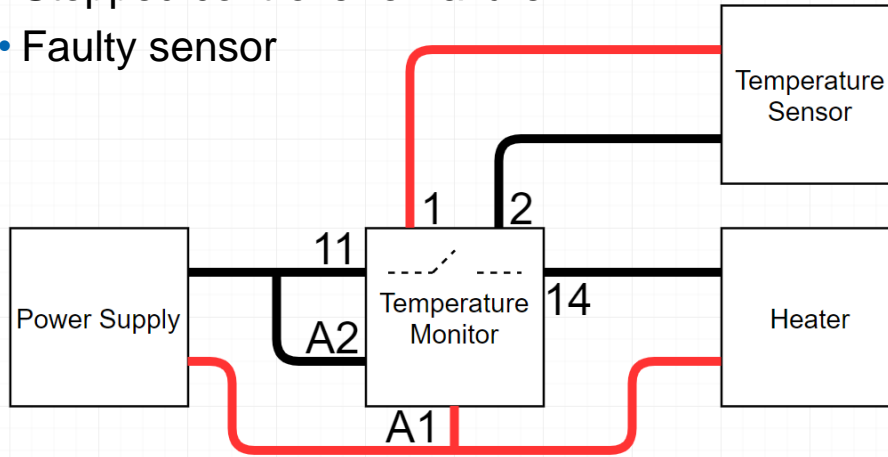 • Faulty sensor
Temperature
Sensor
1
2
11
14
Power Supply
Temperature
Monitor
Heater
A2
A1